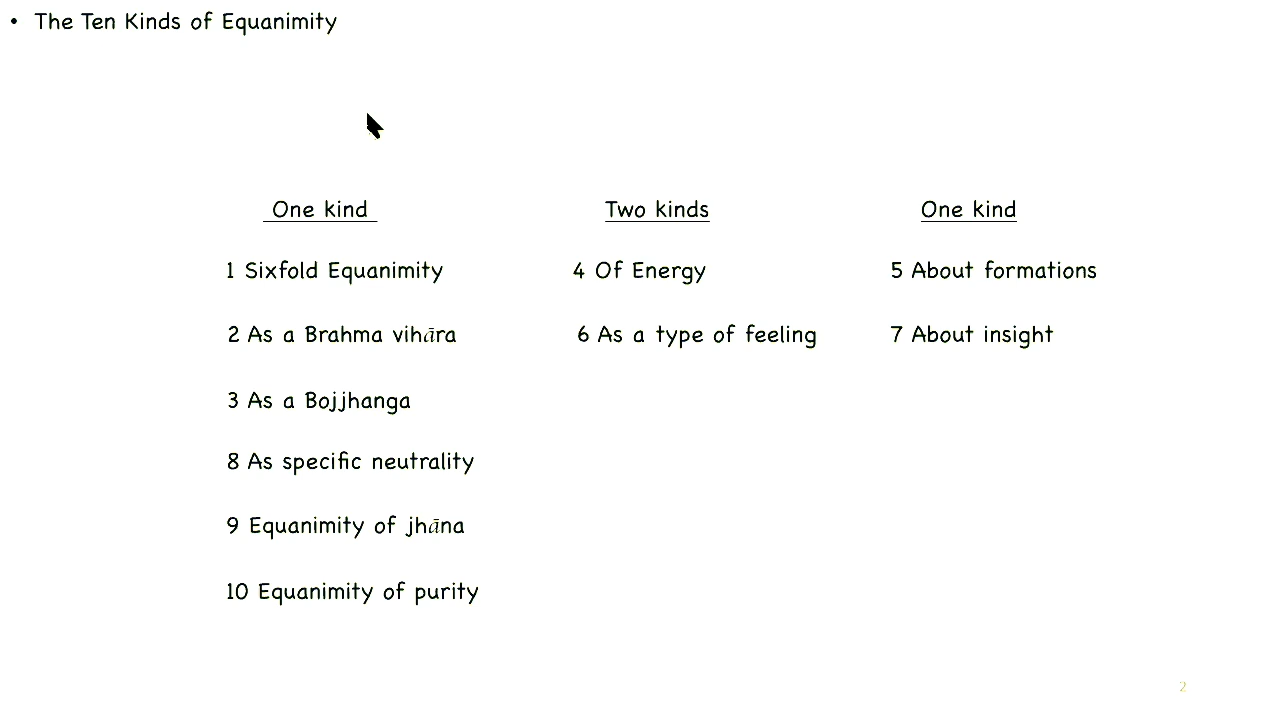 • The Ten Kinds of Equanimity
One kind
1 Sixfold Equanimity
2 As a Brahma vihāra
3 As a Bojjhanga
8 As specific neutrality
9 Equanimity of jhāna
10 Equanimity of purity
Two kinds
4 Of Energy
6 As a type of feeling
One kind
5 About formations
7 About insight
2